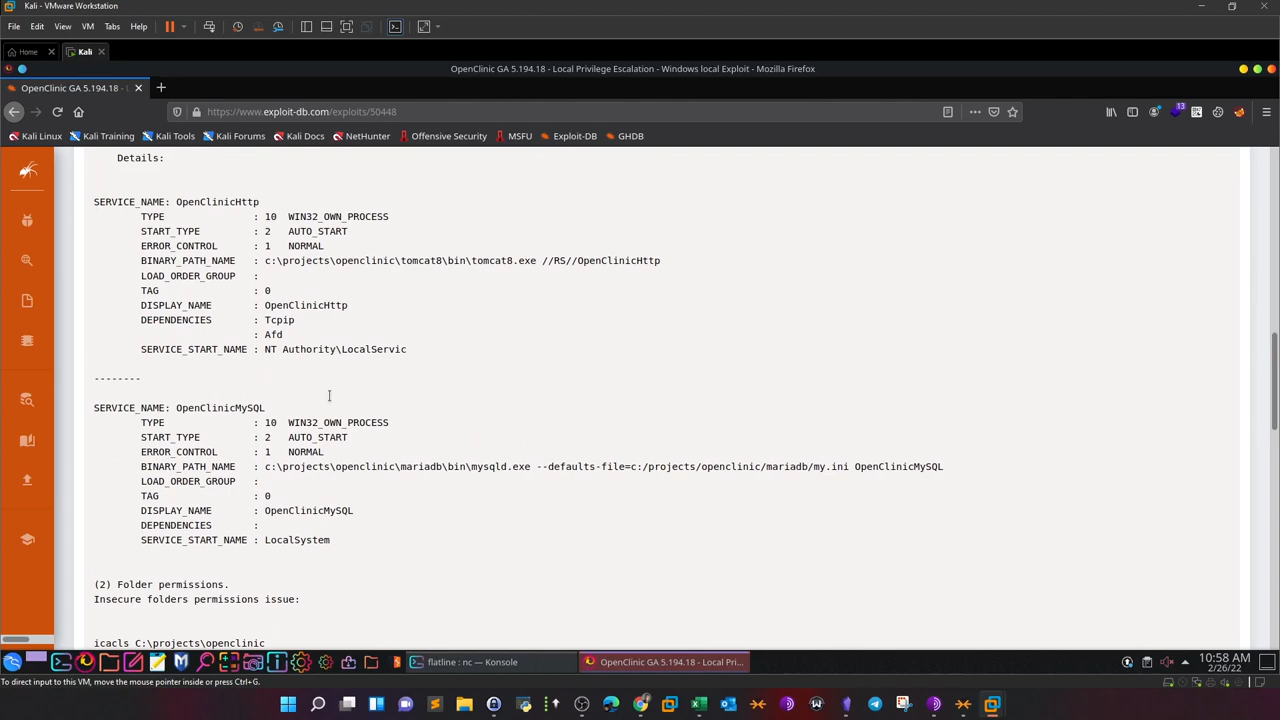 Kali - VMware Workstation
File Edit View VM Tabs Help
Home Kali
OpenClinic GA 5.194.18 - Local Privilege Escalation - Windows local Exploit - Mozilla Firefox
OpenClinic GA 5.194.18 -
https://www.exploit-db.com/exploits/50448
13
Kali Linux Kali Training Kali Tools Kali Forums Kali Docs NetHunter Offensive Security MSFU Exploit-DB GHDB
Details:
SERVICE_NAME: OpenClinicHttp
TYPE : 10 WIN32_OWN_PROCESS
START_TYPE : 2 AUTO_START
ERROR_CONTROL : 1 NORMAL
BINARY_PATH_NAME : c:\projects\openclinic\tomcat8\bin\tomcat8.exe //RS//OpenClinicHttp
LOAD_ORDER_GROUP :
TAG : 0
DISPLAY_NAME : OpenClinicHttp
DEPENDENCIES : Tcpip
: Afd
SERVICE_START_NAME : NT Authority\LocalServic
--------
SERVICE_NAME: OpenClinicMySQL
TYPE : 10 WIN32_OWN_PROCESS
START_TYPE : 2 AUTO_START
ERROR_CONTROL : 1 NORMAL
BINARY_PATH_NAME : c:\projects\openclinic\mariadb\bin\mysqld.exe --defaults-file=c:/projects/openclinic/mariadb/my.ini OpenClinicMySQL
LOAD_ORDER_GROUP :
TAG : 0
DISPLAY_NAME : OpenClinicMySQL
DEPENDENCIES :
SERVICE_START_NAME : LocalSystem
(2) Folder permissions.
Insecure folders permissions issue:
icacls C:\projects\openclinic
flatline : nc — Konsole
OpenClinic GA 5.194.18 - Local Pri...
10:58 AM
2/26/22
To direct input to this VM, move the mouse pointer inside or press Ctrl+G.